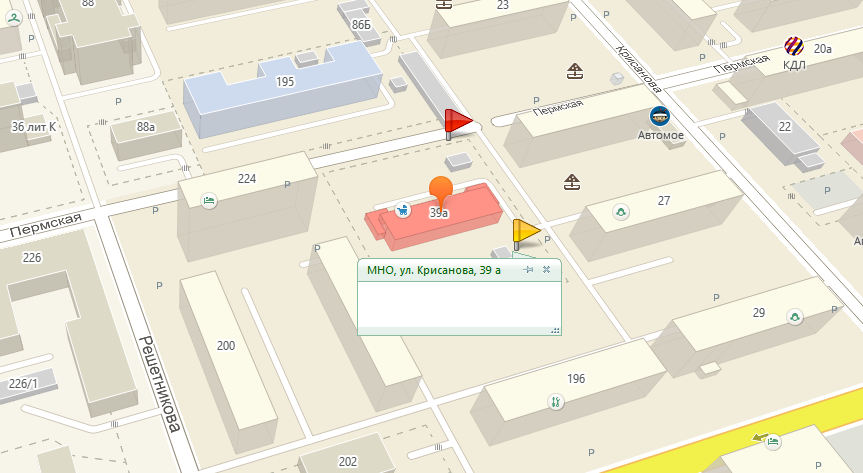 88
86Б
23
Крисанова
20а
Пермская
КДЛ
Р
195
Р
Р
Пермская
36 лит К
88а
Автомое
22
224
Р
Р
39а
27
Р
Р
Р
Пермская
Р
226
Р
Р
МНО, ул. Крисанова, 39 а
Р
Р
29
Р
200
Решетникова
226/1
196
202
Р
Р